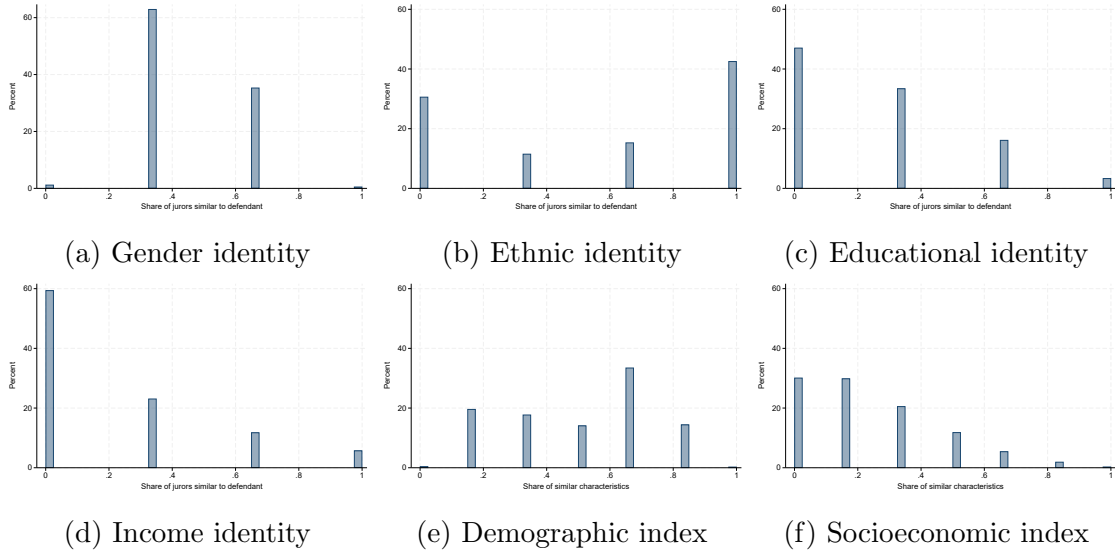 60
40
20
0
Percent
0 .2 .4 .6 .8 1
Share of jurors similar to defendant
(a) Gender identity
60
40
20
0
Percent
0 .2 .4 .6 .8 1
Share of jurors similar to defendant
(b) Ethnic identity
60
40
20
0
Percent
0 .2 .4 .6 .8 1
Share of jurors similar to defendant
(c) Educational identity
60
40
20
0
Percent
0 .2 .4 .6 .8 1
Share of jurors similar to defendant
(d) Income identity
60
40
20
0
Percent
0 .2 .4 .6 .8 1
Share of similar characteristics
(e) Demographic index
60
40
20
0
Percent
0 .2 .4 .6 .8 1
Share of similar characteristics
(f) Socioeconomic index